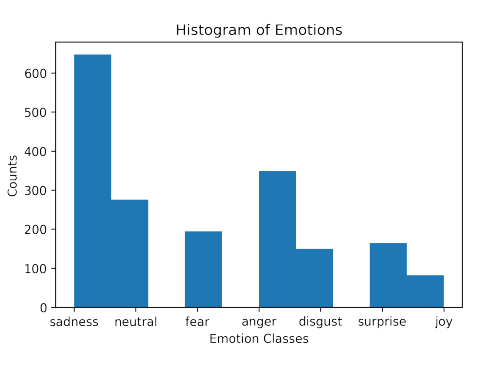 Histogram of Emotions
600
500
400
300
200
100
0
Counts
sadness neutral fear anger disgust surprise joy
Emotion Classes